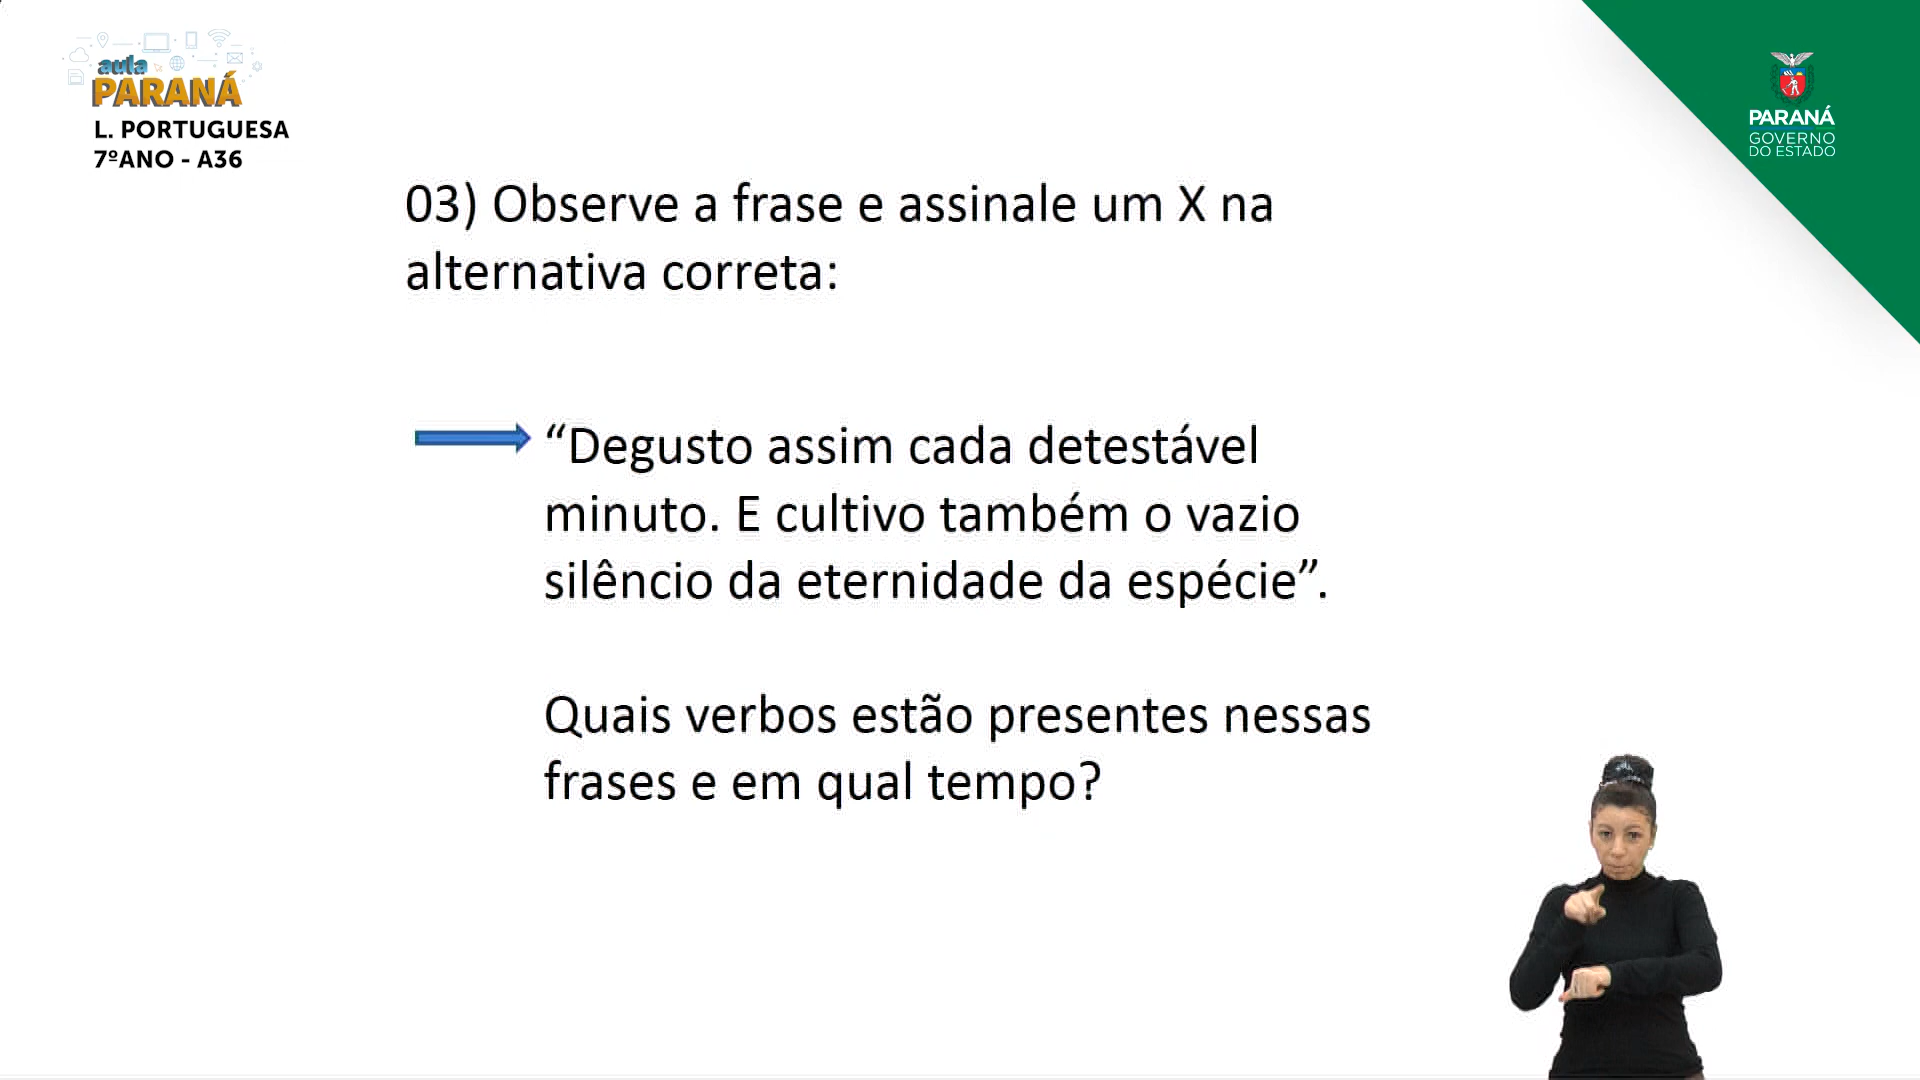 aula
PARANÁ
L. PORTUGUESA
7ºANO - A36
PARANÁ
GOVERNO
DO ESTADO
03) Observe a frase e assinale um X na
alternativa correta:
“Degusto assim cada detestável
minuto. E cultivo também o vazio
silêncio da eternidade da espécie”.
Quais verbos estão presentes nessas
frases e em qual tempo?